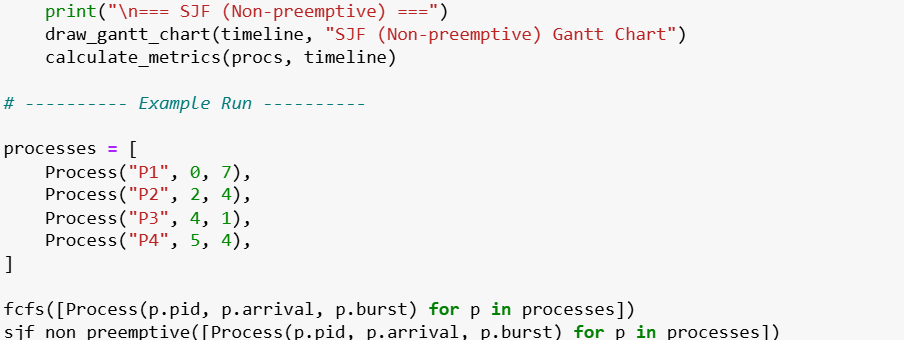 print("\n=== SJF (Non-preemptive) ===")
    draw_gantt_chart(timeline, "SJF (Non-preemptive) Gantt Chart")
    calculate_metrics(procs, timeline)
# ---------- Example Run ----------
processes = [
    Process("P1", 0, 7),
    Process("P2", 2, 4),
    Process("P3", 4, 1),
    Process("P4", 5, 4),
]
fcfs([Process(p.pid, p.arrival, p.burst) for p in processes])
sjf_non_preemptive([Process(p.pid, p.arrival, p.burst) for p in processes])